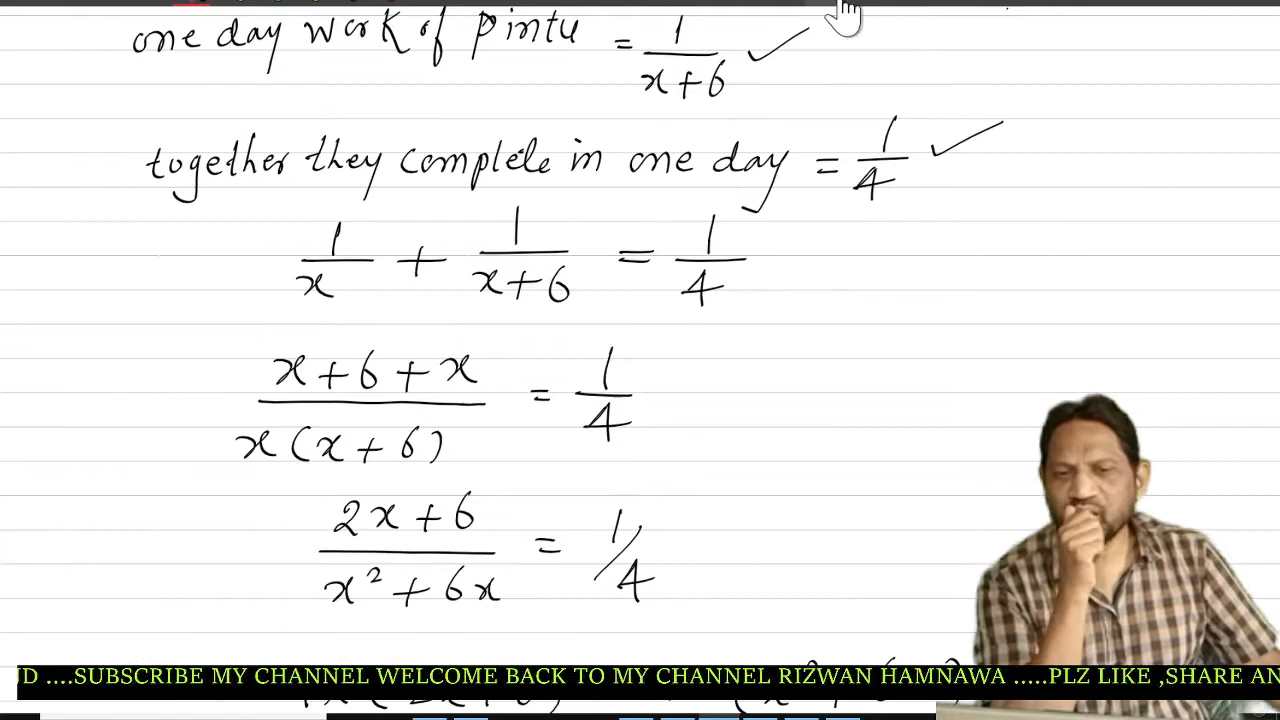 one day work of pintu = 1/(x+6) ✓
together they complete in one day = 1/4 ✓
1/x + 1/(x+6) = 1/4
(x+6+x)/(x(x+6)) = 1/4
(2x+6)/(x²+6x) = 1/4
D ....SUBSCRIBE MY CHANNEL WELCOME BACK TO MY CHANNEL RIZWAN HAMNAWA .....PLZ LIKE ,SHARE AN